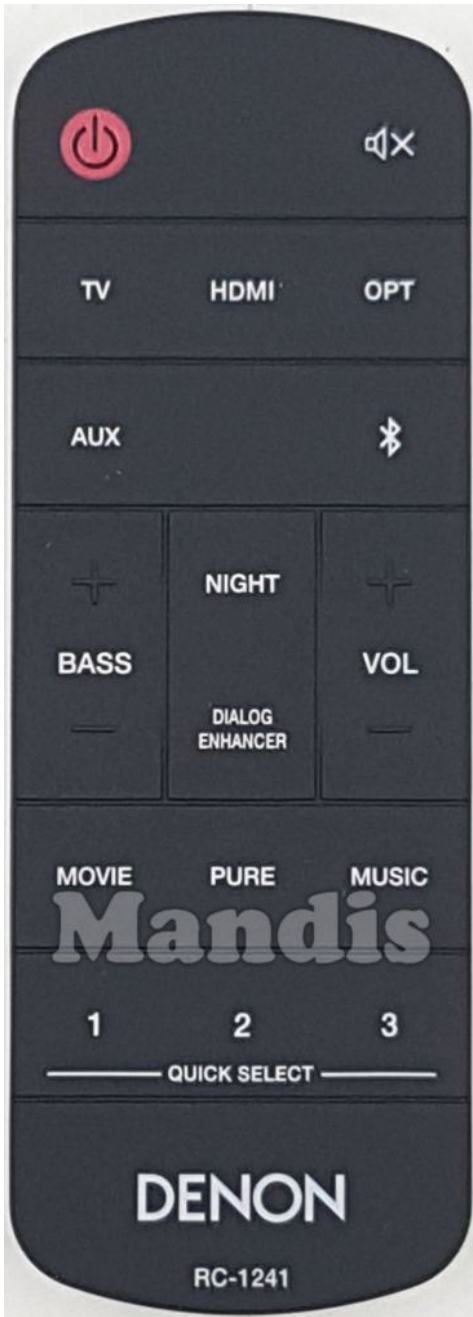 TV HDMI OPT
AUX
NIGHT
BASS
VOL
DIALOG
ENHANCER
MOVIE PURE MUSIC
Mandis
1 2 3
QUICK SELECT
DENON
RC-1241